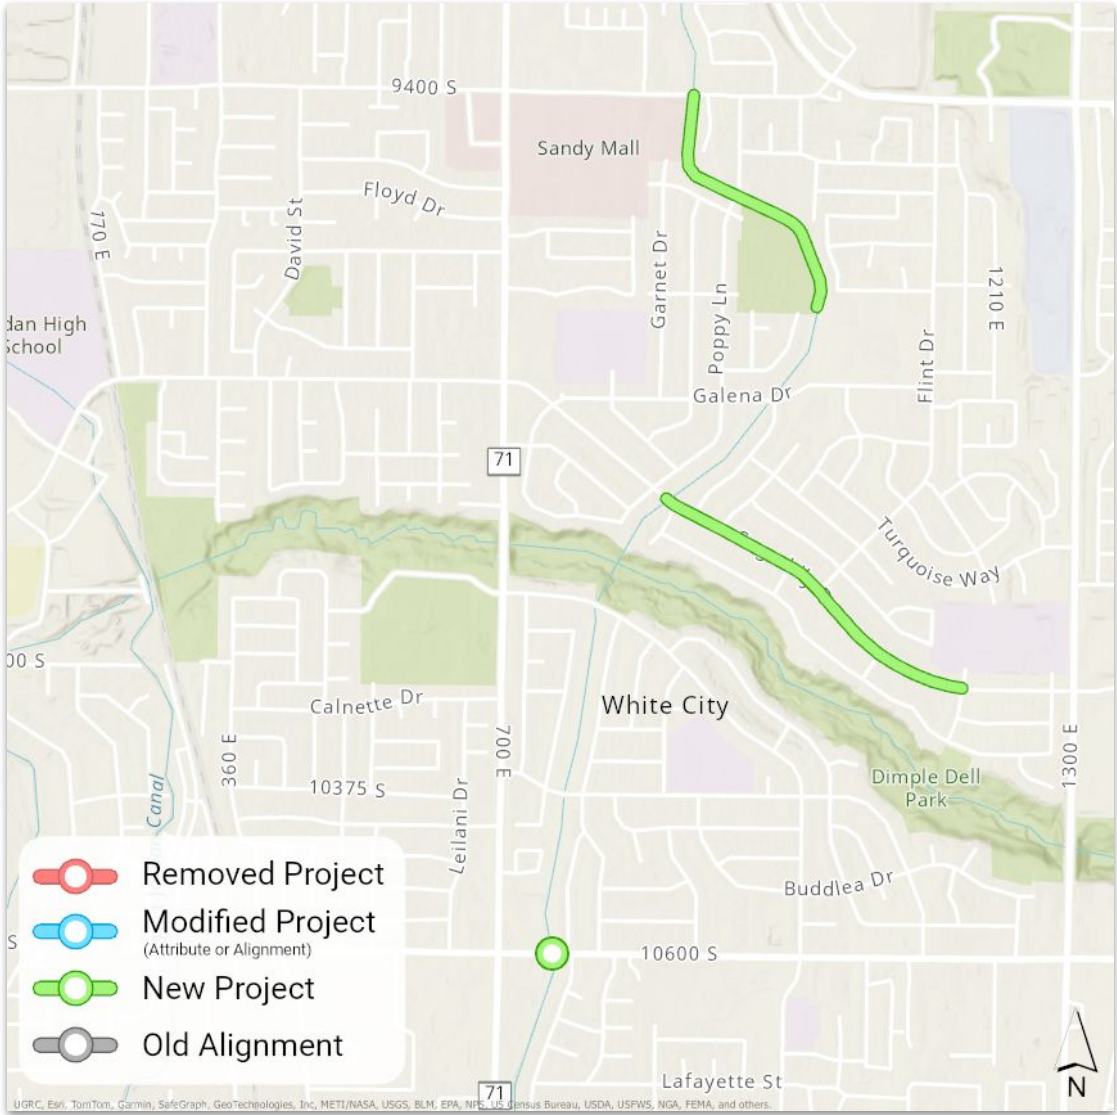 9400 S
Sandy Mall
Floyd Dr
David St
170 E
Garnet Dr
Poppy Ln
1210 E
Flint Dr
dan High
School
Galena Dr
71
Turquoise Way
00 S
White City
Calnette Dr
700 E
360 E
1300 E
10375 S
Dimple Dell
Park
Canal
Leilani Dr
Buddlea Dr
S
10600 S
Removed Project
Modified Project
(Attribute or Alignment)
New Project
Old Alignment
Lafayette St
N
71
UGRC, Esri, TomTom, Garmin, SafeGraph, GeoTechnologies, Inc, METI/NASA, USGS, BLM, EPA, NPS, US Census Bureau, USDA, USFWS, NGA, FEMA, and others.